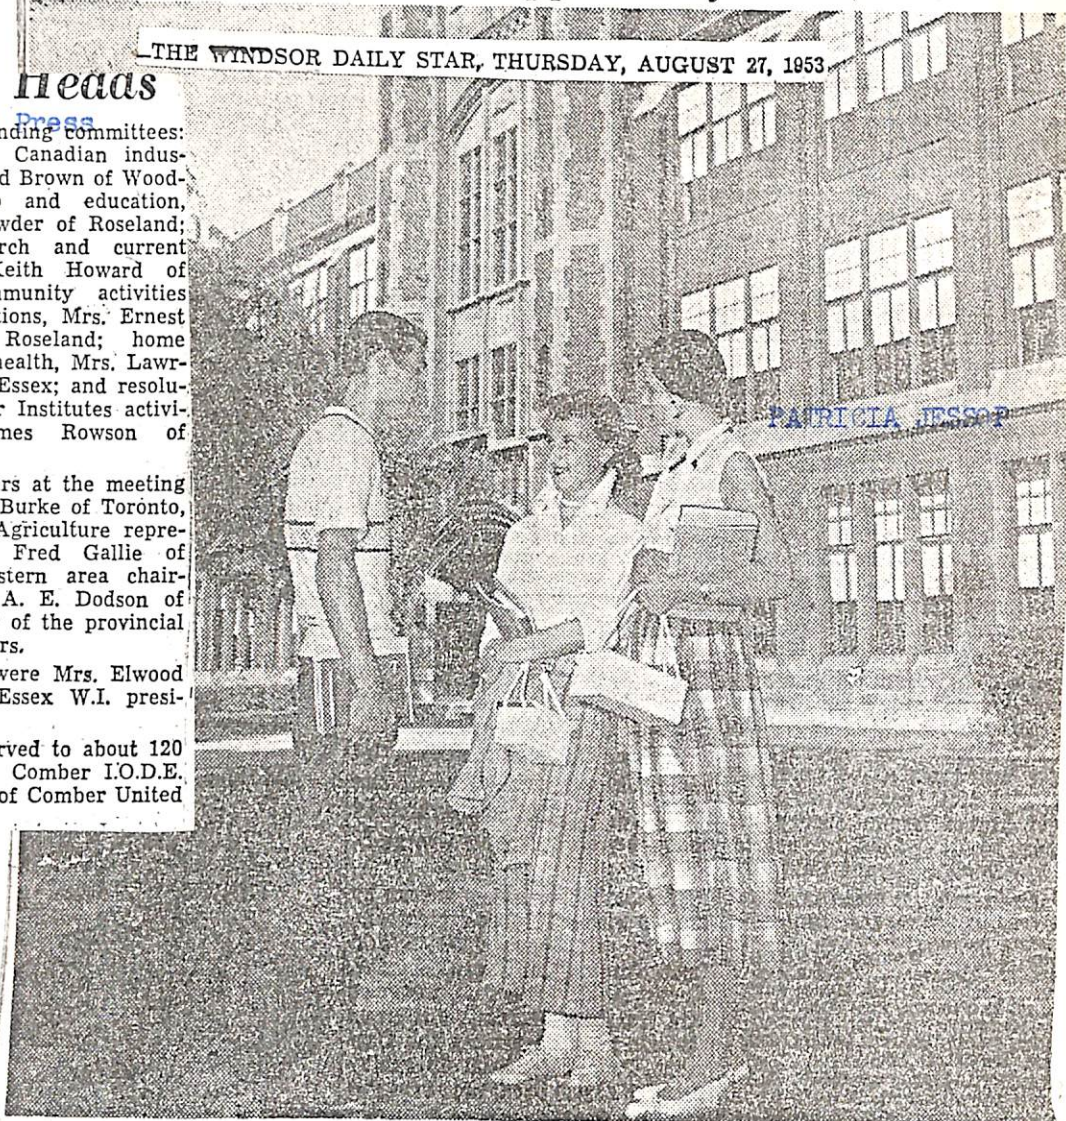 THE WINDSOR DAILY STAR, THURSDAY, AUGUST 27, 1953
Heads
Press
nding committees:
Canadian indus-
d Brown of Wood-
and education,
wder of Roseland;
rch and current
Keith Howard of
mmunity activities
tions, Mrs. Ernest
Roseland; home
health, Mrs. Lawr-
Essex; and resolu-
r Institutes activi-
mes Rowson of
rs at the meeting
Burke of Toronto,
Agriculture repre-
Fred Gallie of
stern area chair-
A. E. Dodson of
of the provincial
rs.
were Mrs. Elwood
Essex W.I. presi-
rved to about 120
Comber I.O.D.E.
of Comber United
PATRICIA JESSOP